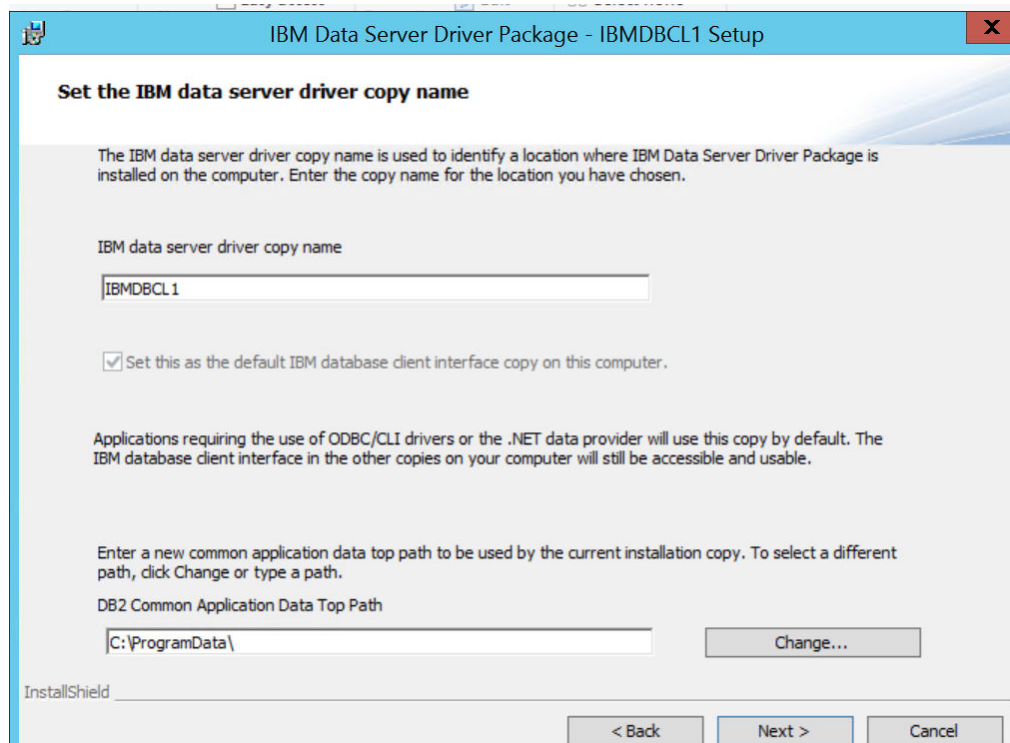 IBM Data Server Driver Package - IBMDBCL1 Setup
X
Set the IBM data server driver copy name
The IBM data server driver copy name is used to identify a location where IBM Data Server Driver Package is
installed on the computer. Enter the copy name for the location you have chosen.
IBM data server driver copy name
IBMDBCL1
Set this as the default IBM database client interface copy on this computer.
Applications requiring the use of ODBC/CLI drivers or the .NET data provider will use this copy by default. The
IBM database client interface in the other copies on your computer will still be accessible and usable.
Enter a new common application data top path to be used by the current installation copy. To select a different
path, click Change or type a path.
DB2 Common Application Data Top Path
C:\ProgramData\
Change...
InstallShield
< Back
Next >
Cancel